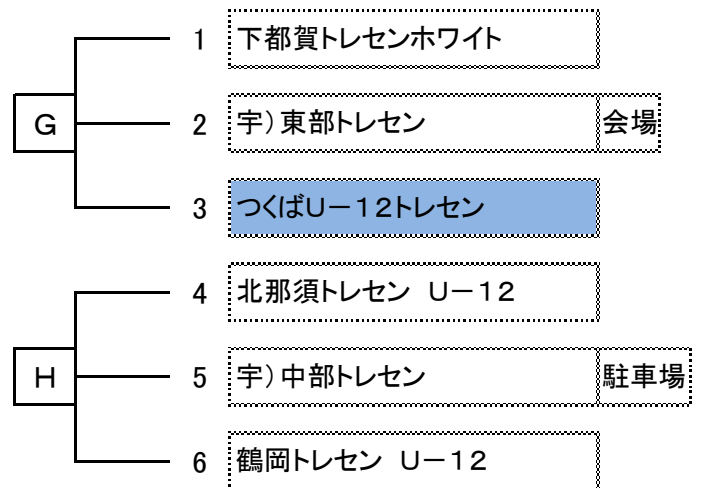 1 下都賀トレセンホワイト
G 2 宇）東部トレセン 会場
3 つくばU－12トレセン
4 北那須トレセン U－12
H 5 宇）中部トレセン 駐車場
6 鶴岡トレセン U－12